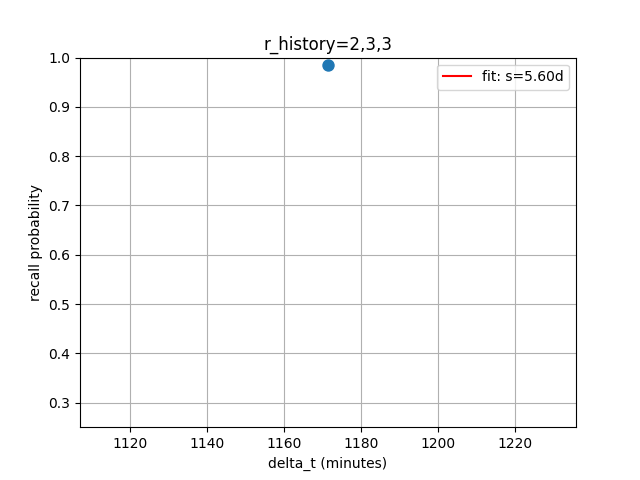 r_history=2,3,3
fit: s=5.60d
1.0
0.9
0.8
0.7
0.6
0.5
0.4
0.3
recall probability
1120 1140 1160 1180 1200 1220
delta_t (minutes)